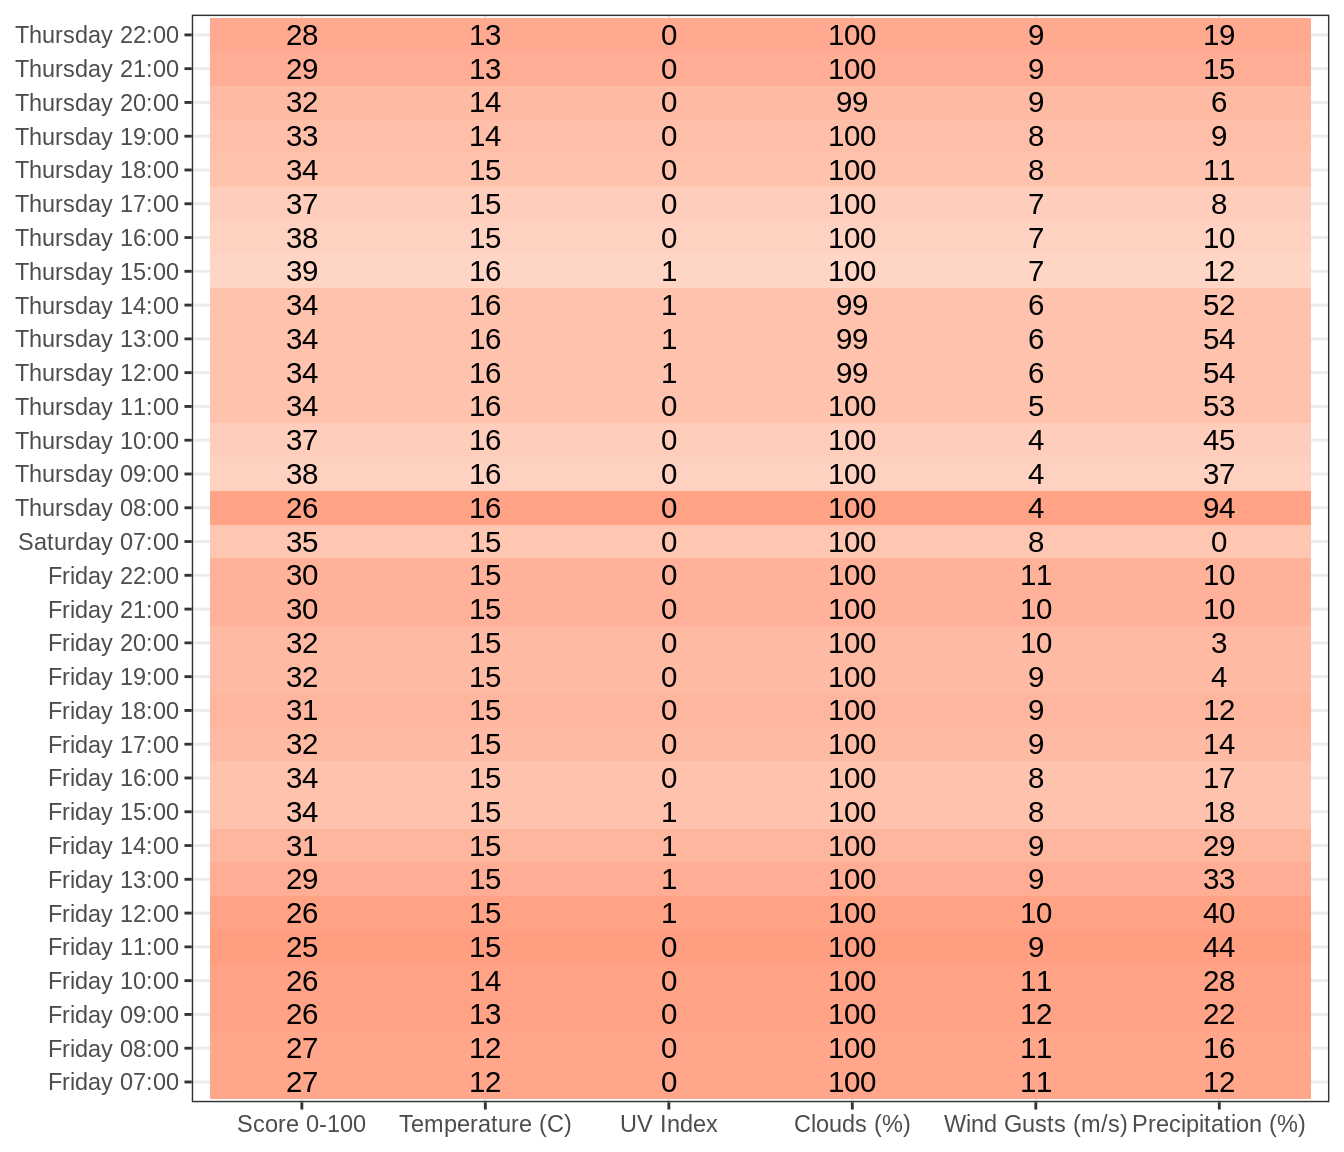 Thursday 22:00 28 13 0 100 9 19
Thursday 21:00 29 13 0 100 9 15
Thursday 20:00 32 14 0 99 9 6
Thursday 19:00 33 14 0 100 8 9
Thursday 18:00 34 15 0 100 8 11
Thursday 17:00 37 15 0 100 7 8
Thursday 16:00 38 15 0 100 7 10
Thursday 15:00 39 16 1 100 7 12
Thursday 14:00 34 16 1 99 6 52
Thursday 13:00 34 16 1 99 6 54
Thursday 12:00 34 16 1 99 6 54
Thursday 11:00 34 16 0 100 5 53
Thursday 10:00 37 16 0 100 4 45
Thursday 09:00 38 16 0 100 4 37
Thursday 08:00 26 16 0 100 4 94
Saturday 07:00 35 15 0 100 8 0
Friday 22:00 30 15 0 100 11 10
Friday 21:00 30 15 0 100 10 10
Friday 20:00 32 15 0 100 10 3
Friday 19:00 32 15 0 100 9 4
Friday 18:00 31 15 0 100 9 12
Friday 17:00 32 15 0 100 9 14
Friday 16:00 34 15 0 100 8 17
Friday 15:00 34 15 1 100 8 18
Friday 14:00 31 15 1 100 9 29
Friday 13:00 29 15 1 100 9 33
Friday 12:00 26 15 1 100 10 40
Friday 11:00 25 15 0 100 9 44
Friday 10:00 26 14 0 100 11 28
Friday 09:00 26 13 0 100 12 22
Friday 08:00 27 12 0 100 11 16
Friday 07:00 27 12 0 100 11 12
Score 0-100 Temperature (C) UV Index Clouds (%) Wind Gusts (m/s) Precipitation (%)